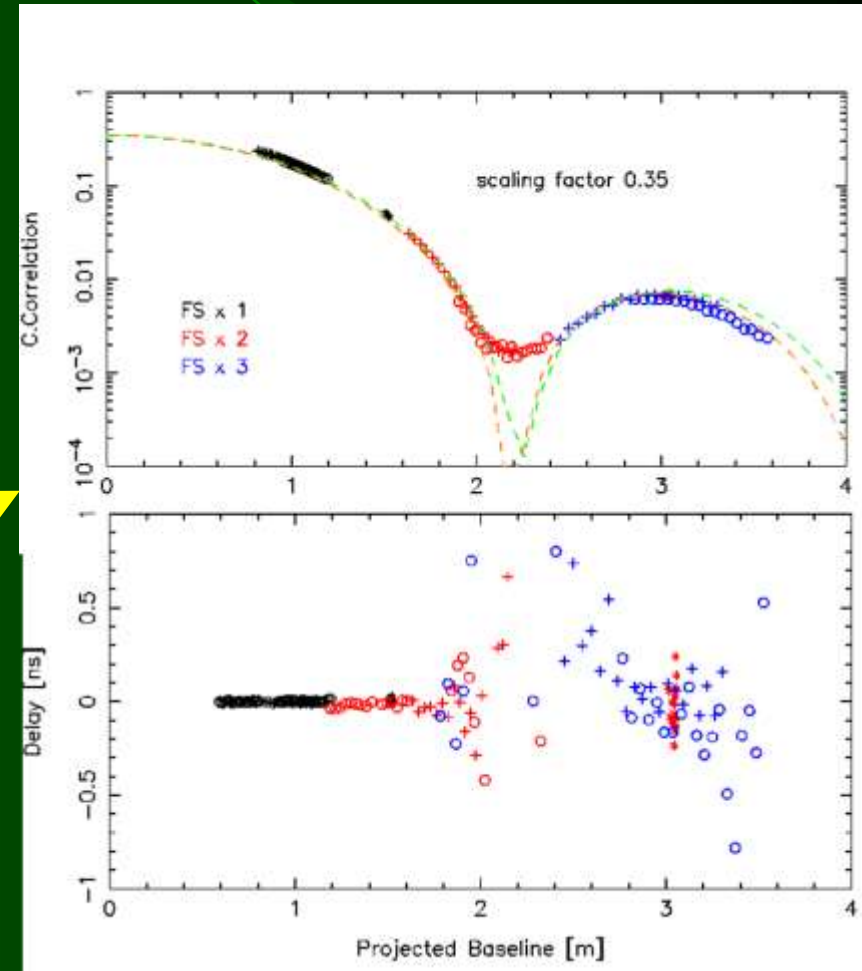 1
0.1
0.01
10−3
10−4
C.Correlation
scaling factor 0.35
FS x 1
FS x 2
FS x 3
0 1 2 3 4
1
0.5
0
−0.5
−1
Delay [ns]
0 1 2 3 4
Projected Baseline [m]